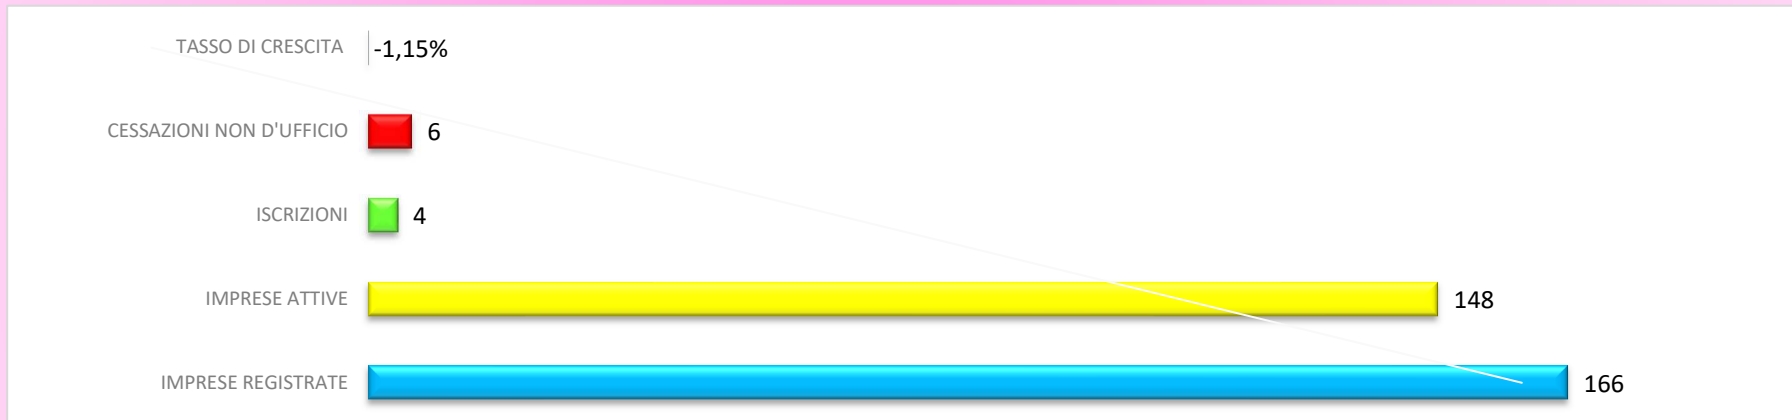 TASSO DI CRESCITA -1,15%
CESSAZIONI NON D'UFFICIO 6
ISCRIZIONI 4
IMPRESE ATTIVE 148
IMPRESE REGISTRATE 166